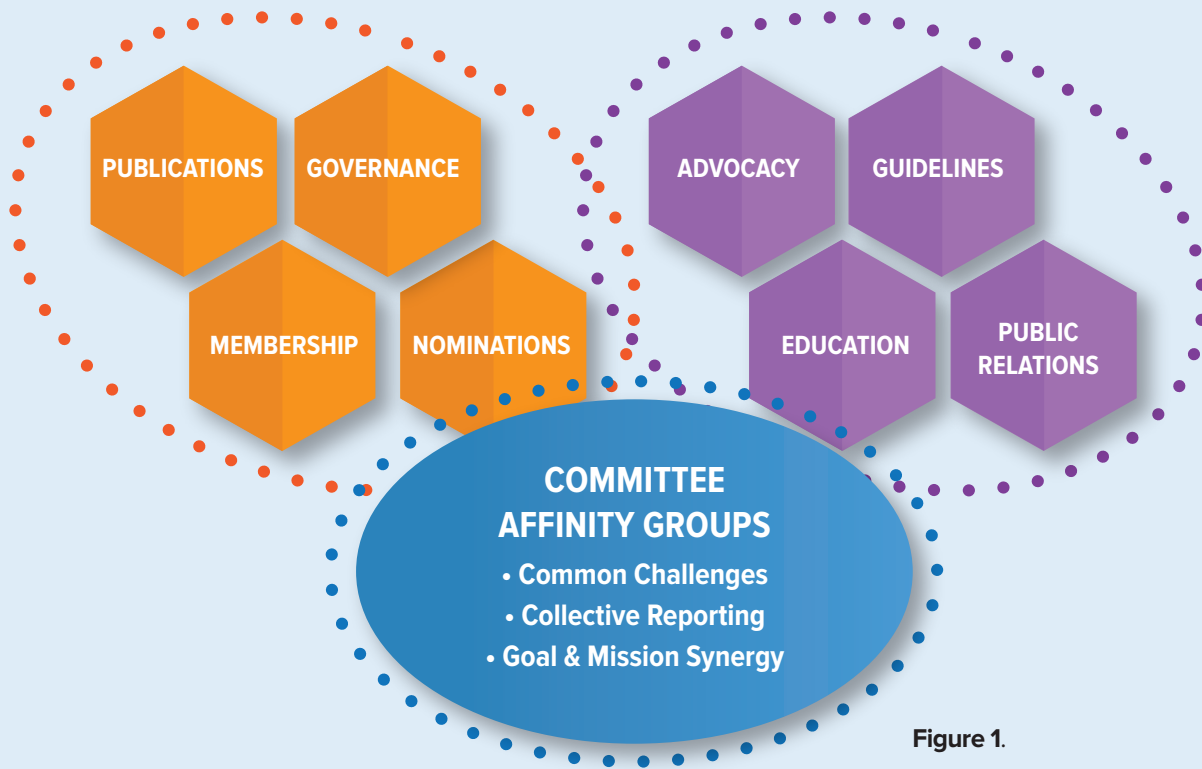 PUBLICATIONS
GOVERNANCE
MEMBERSHIP
NOMINATIONS
ADVOCACY
GUIDELINES
EDUCATION
PUBLIC
RELATIONS
COMMITTEE
AFFINITY GROUPS
• Common Challenges
• Collective Reporting
• Goal & Mission Synergy
Figure 1.